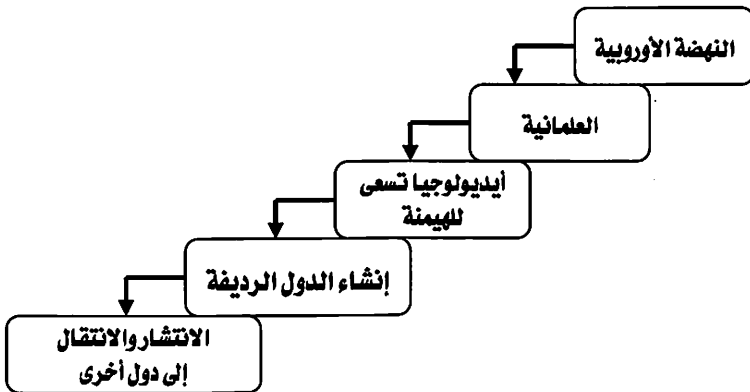 النهضة الأوروبية
العلمانية
أيديولوجيا تسعى
للهيمنة
إنشاء الدول الرديفة
الانتشار والانتقال
إلى دول أخرى